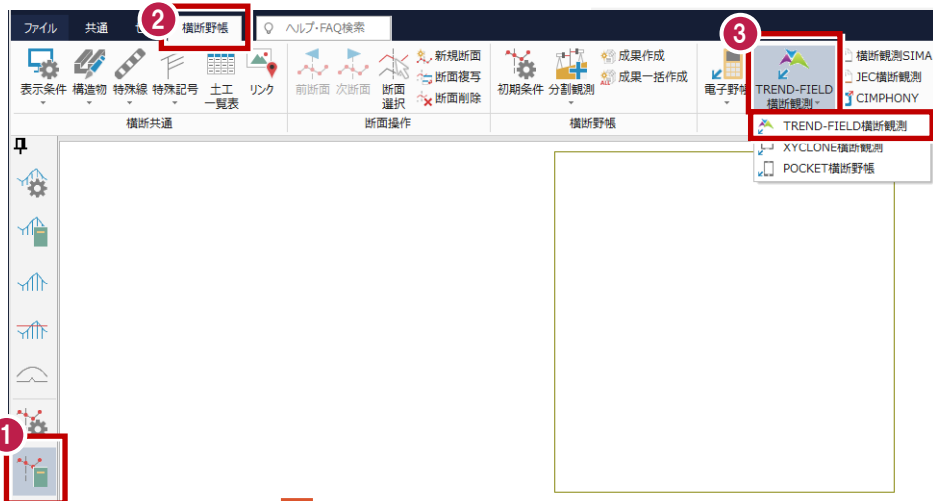 2
3
ファイル 共通 横断野帳 ヘルプ・FAQ検索
表示条件 構造物 特殊線 特殊記号 土工
一覧表 リンク
前断面 次断面 断面
選択
新規断面
断面複写
断面削除
初期条件 分割観測
成果作成
ALL 成果一括作成
電子野帳 TREND-FIELD
横断観測
横断観測SIMA
JEC横断観測
CIMPHONY
横断共通 断面操作 横断野帳
TREND-FIELD横断観測
XYCLONE横断観測
POCKET横断野帳
1